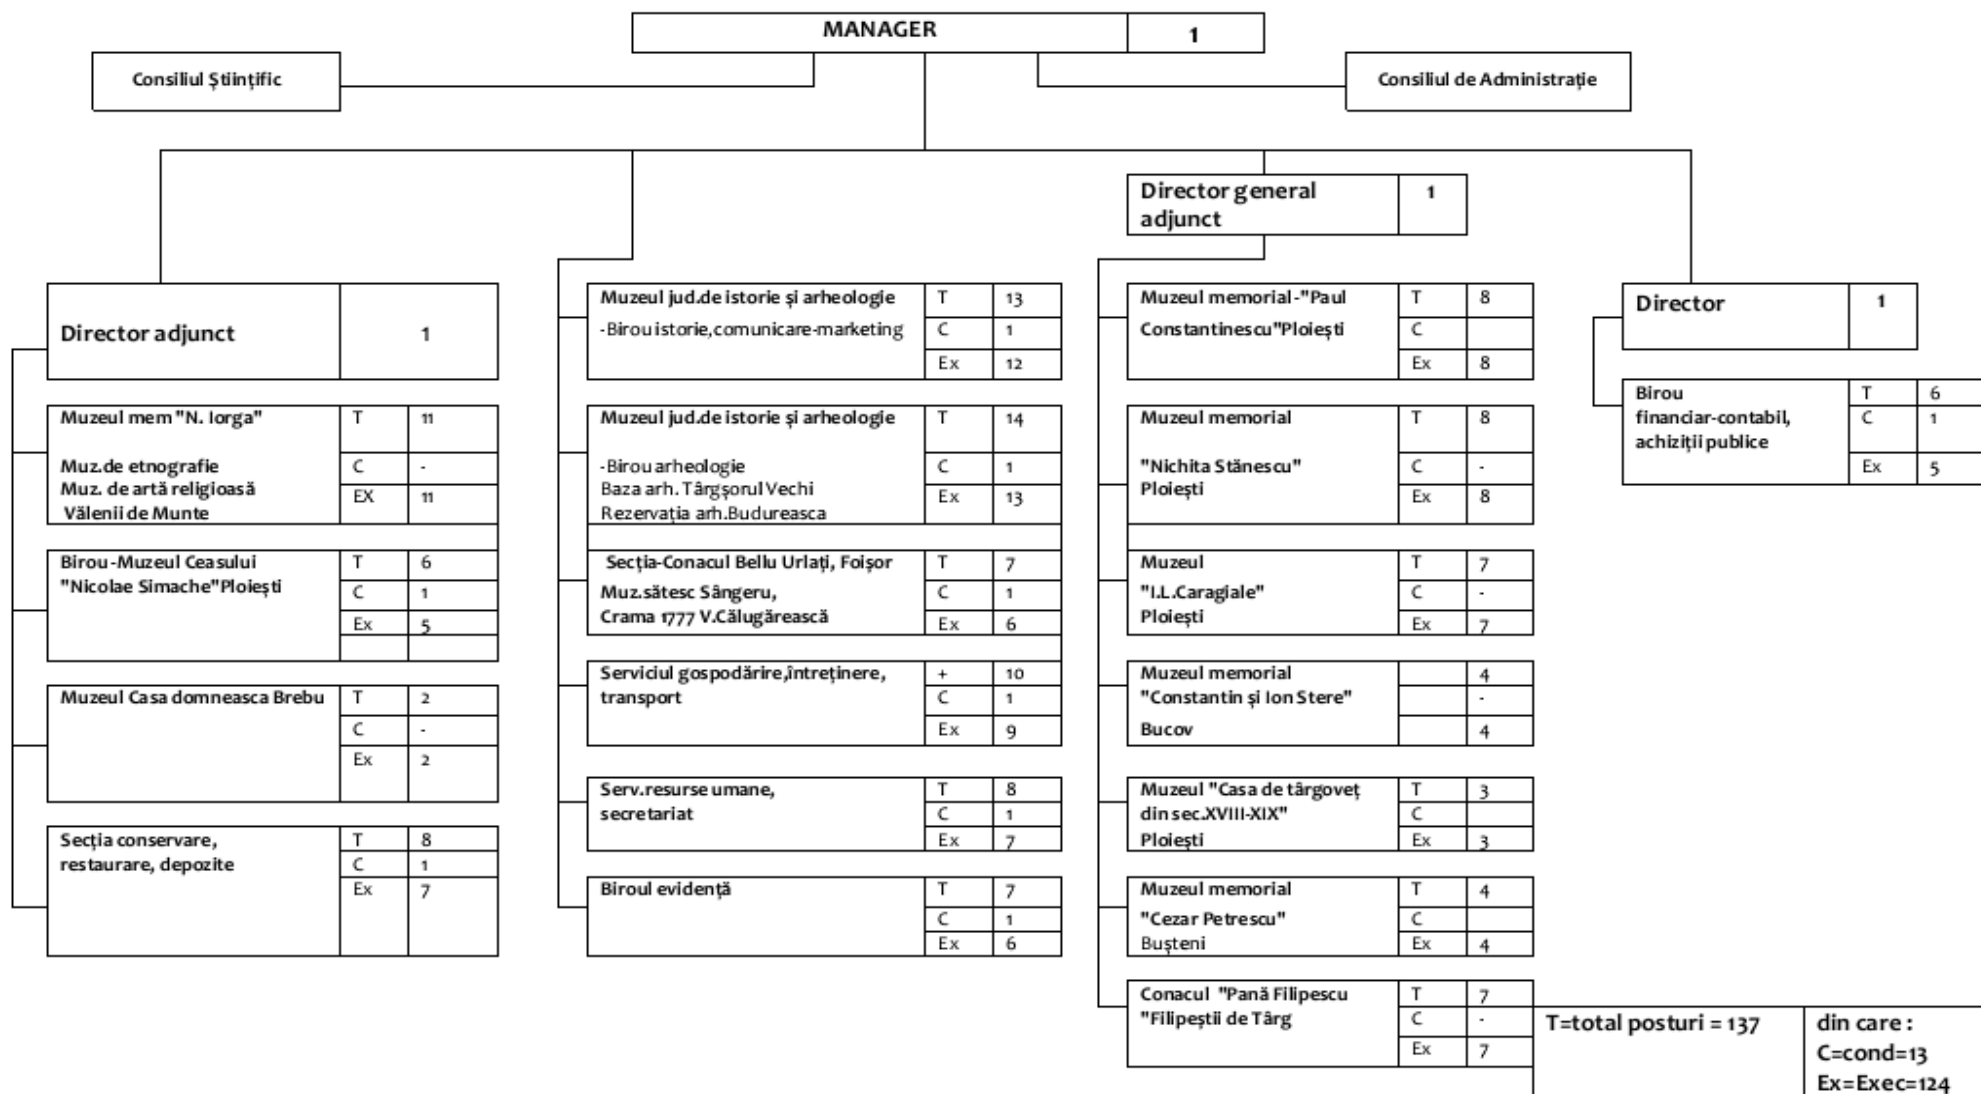 MANAGER 1
Consiliul Științific
Consiliul de Administrație
Director general 1
adjunct
Director adjunct 1
Muzeul mem "N. Iorga" T 11
Muz.de etnografie C -
Muz. de artă religioasă EX 11
Vălenii de Munte
Birou-Muzeul Ceasului T 6
"Nicolae Simache"Ploiești C 1
Ex 5
Muzeul Casa domneasca Brebu T 2
C -
Ex 2
Secția conservare, T 8
restaurare, depozite C 1
Ex 7
Muzeul jud.de istorie și arheologie T 13
-Birou istorie,comunicare-marketing C 1
Ex 12
Muzeul jud.de istorie și arheologie T 14
-Birou arheologie C 1
Baza arh. Târgșorul Vechi Ex 13
Rezervația arh.Budureasca
Secția-Conacul Bellu Urlați, Foișor T 7
Muz.sătesc Sângeru, C 1
Crama 1777 V.Călugărească Ex 6
Serviciul gospodărire,întreținere, + 10
transport C 1
Ex 9
Serv.resurse umane, T 8
secretariat C 1
Ex 7
Biroul evidență T 7
C 1
Ex 6
Muzeul memorial-"Paul T 8
Constantinescu"Ploiești C
Ex 8
Muzeul memorial T 8
"Nichita Stănescu" C -
Ploiești Ex 8
Muzeul T 7
"I.L.Caragiale" C -
Ploiești Ex 7
Muzeul memorial 4
"Constantin și Ion Stere" -
Bucov 4
Muzeul "Casa de târgoveț T 3
din sec.XVIII-XIX" C
Ploiești Ex 3
Muzeul memorial T 4
"Cezar Petrescu" C
Bușteni Ex 4
Conacul "Pană Filipescu T 7
"Filipeștii de Târg C -
Ex 7
Director 1
Birou T 6
financiar-contabil, C 1
achiziții publice
Ex 5
T=total posturi = 137
din care :
C=cond=13
Ex=Exec=124